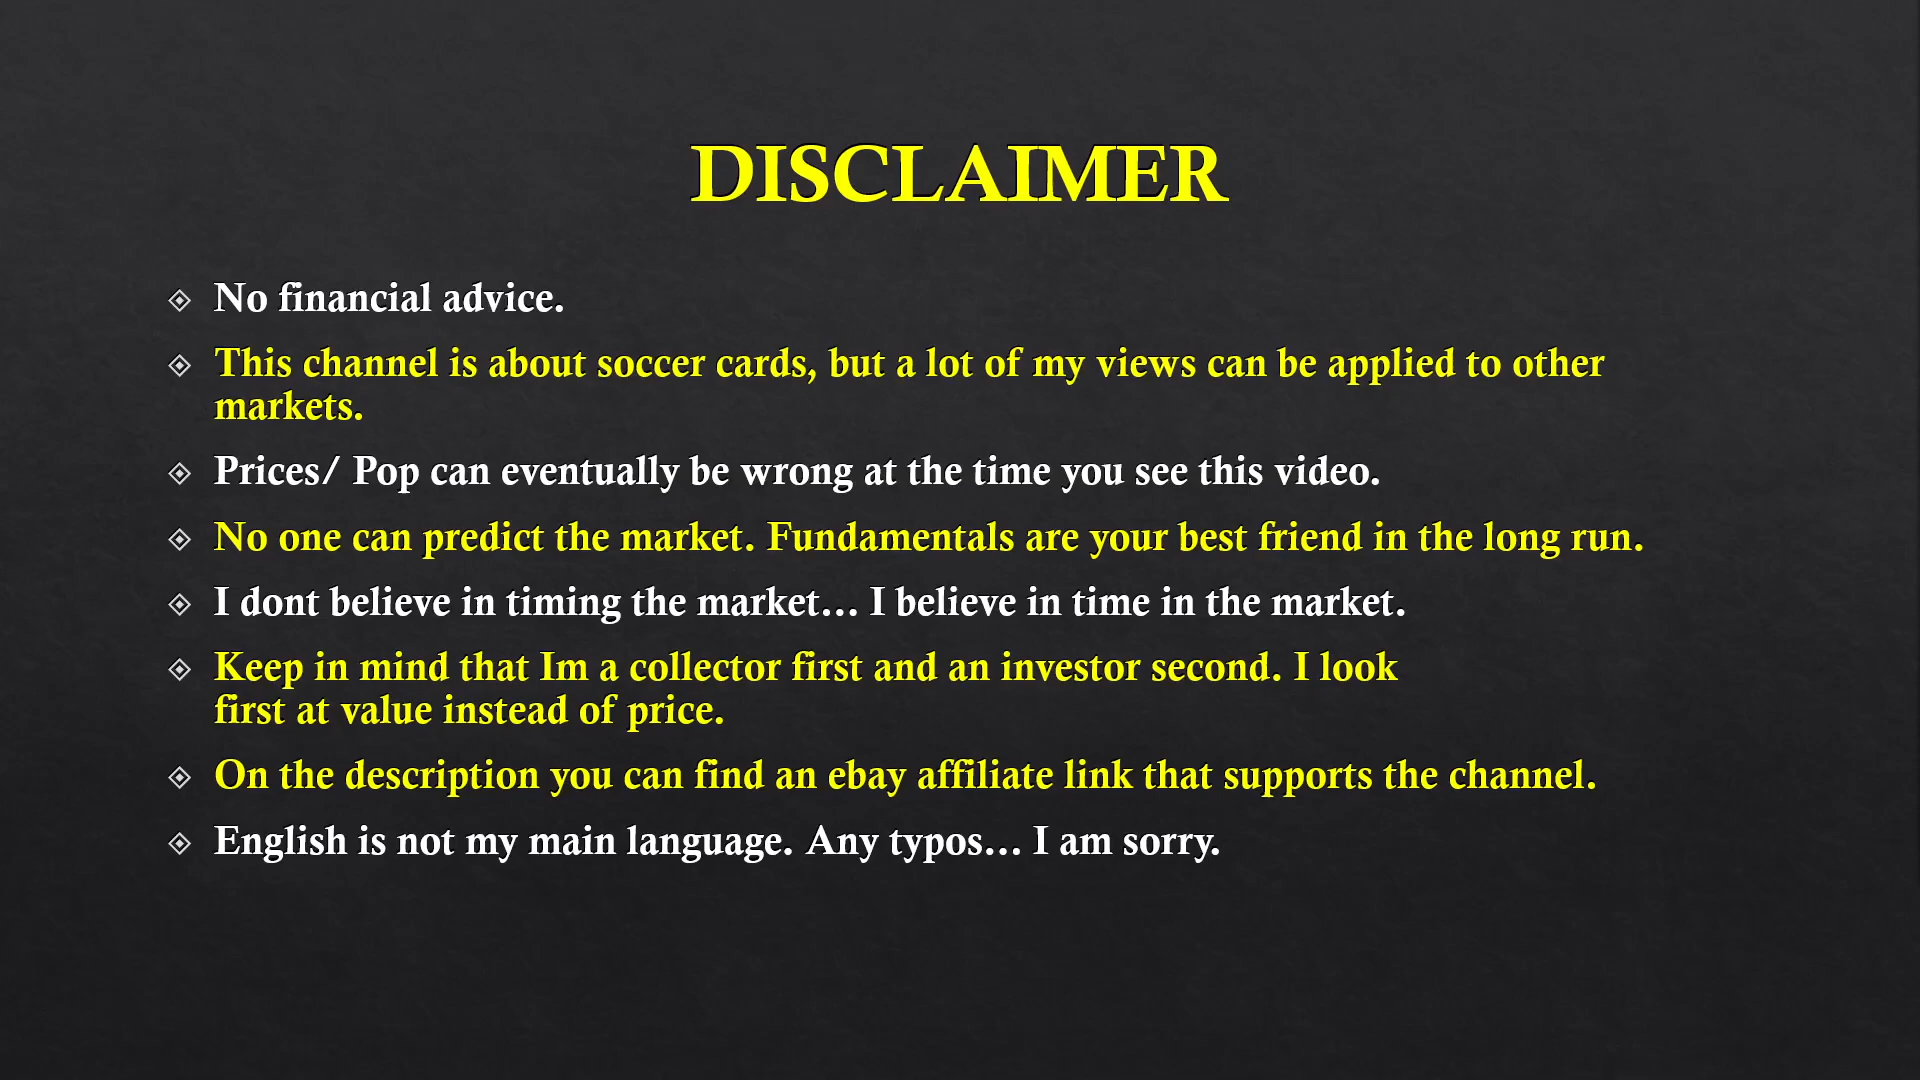 DISCLAIMER
No financial advice.
This channel is about soccer cards, but a lot of my views can be applied to other
markets.
Prices/ Pop can eventually be wrong at the time you see this video.
No one can predict the market. Fundamentals are your best friend in the long run.
I dont believe in timing the market… I believe in time in the market.
Keep in mind that Im a collector first and an investor second. I look
first at value instead of price.
On the description you can find an ebay affiliate link that supports the channel.
English is not my main language. Any typos… I am sorry.